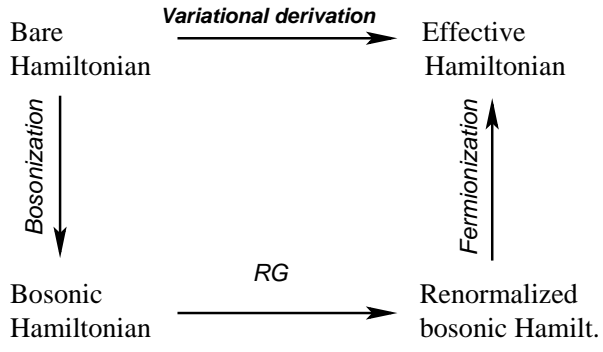 Variational derivation
Bare
Hamiltonian
Effective
Hamiltonian
Bosonization
Fermionization
RG
Bosonic
Hamiltonian
Renormalized
bosonic Hamilt.